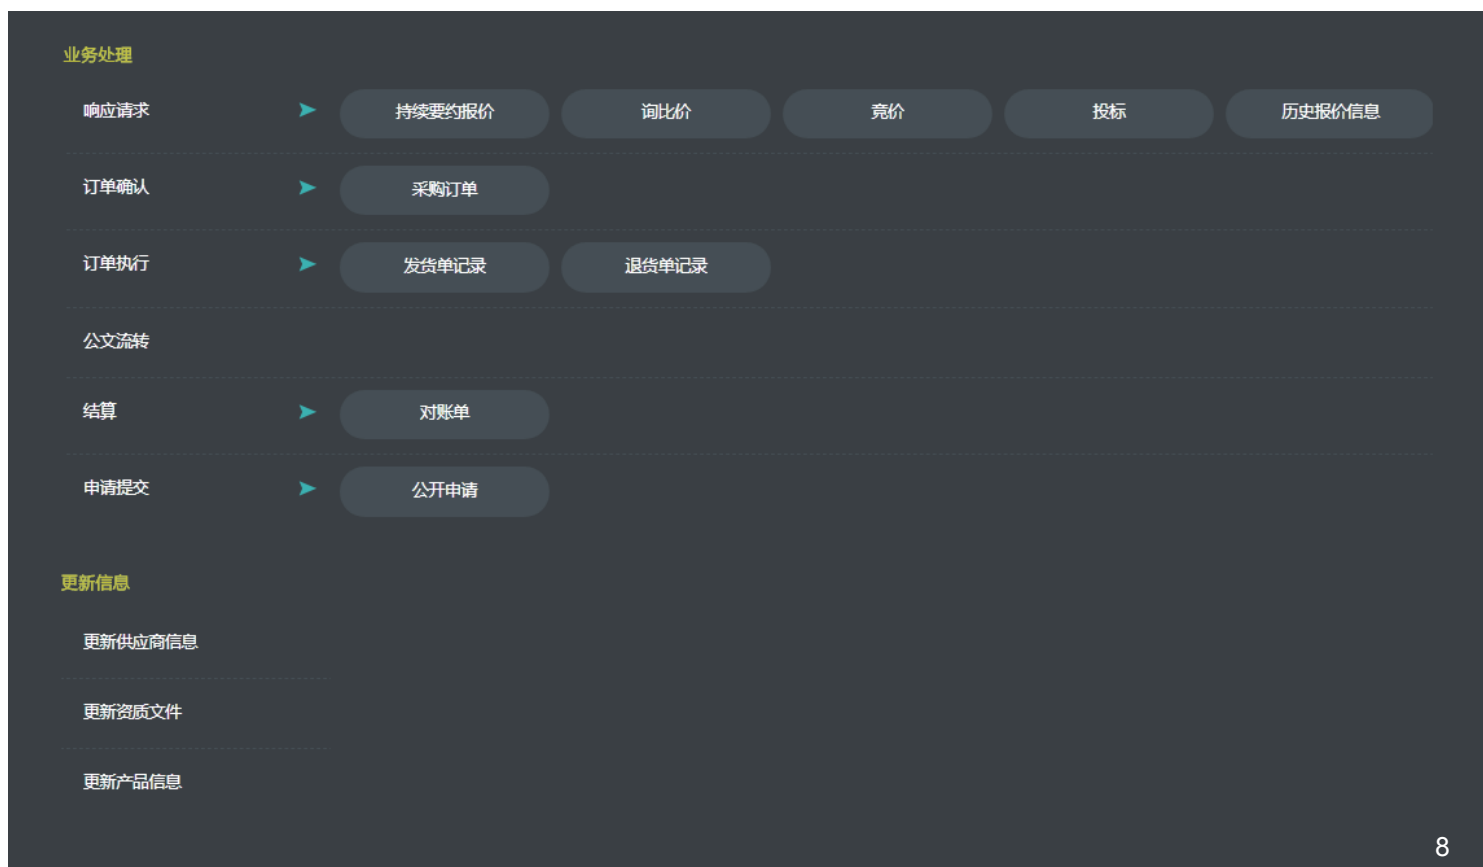 业务处理
响应请求 持续要约报价 询比价 竞价 投标 历史报价信息
订单确认 采购订单
订单执行 发货单记录 退货单记录
公文流转
结算 对账单
申请提交 公开申请
更新信息
更新供应商信息
更新资质文件
更新产品信息
8